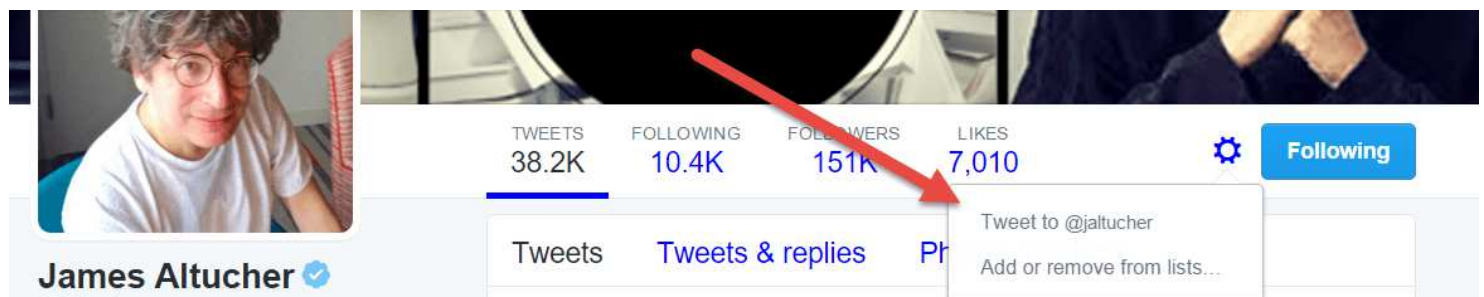 TWEETS FOLLOWING FOLLOWERS LIKES
38.2K 10.4K 151K 7,010
Following
Tweet to @jaltucher
Tweets Tweets & replies
Add or remove from lists...
James Altucher